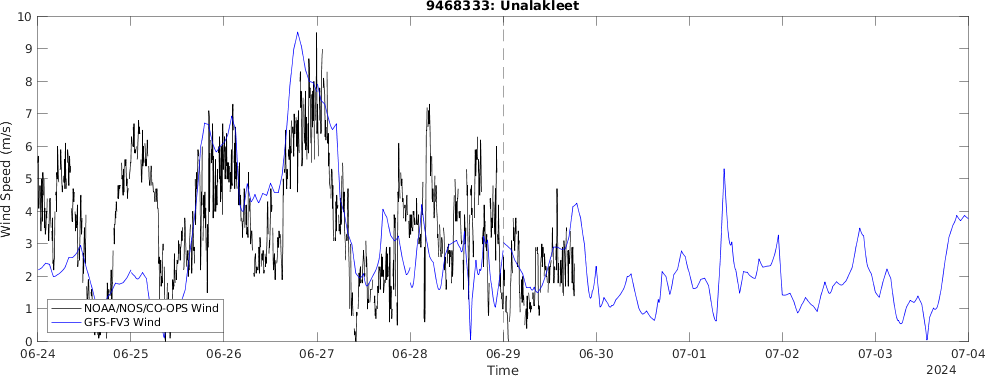 9468333: Unalakleet
Wind Speed (m/s)
10
9
8
7
6
5
4
3
2
1
0
NOAA/NOS/CO-OPS Wind
GFS-FV3 Wind
06-24 06-25 06-26 06-27 06-28 06-29 06-30 07-01 07-02 07-03 07-04
Time
2024